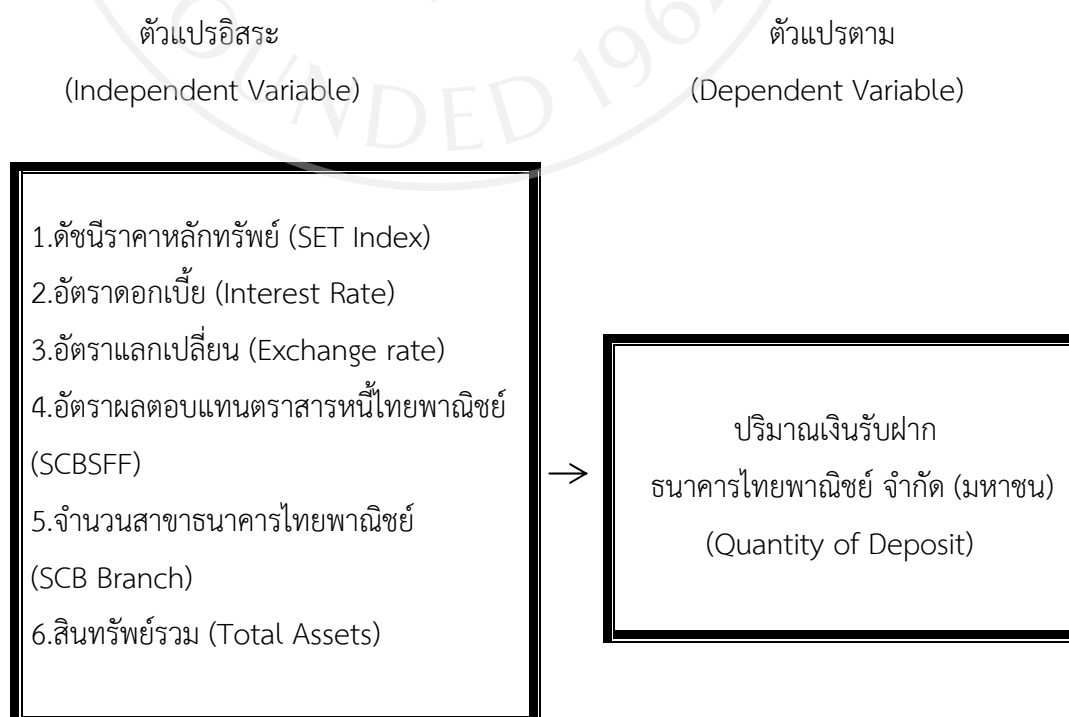 ตัวแปรอิสระ
(Independent Variable)
ตัวแปรตาม
(Dependent Variable)
1.ดัชนีราคาหลักทรัพย์ (SET Index)
2.อัตราดอกเบี้ย (Interest Rate)
3.อัตราแลกเปลี่ยน (Exchange rate)
4.อัตราผลตอบแทนตราสารหนี้ไทยพาณิชย์
(SCBSFF)
5.จำนวนสาขาธนาคารไทยพาณิชย์
(SCB Branch)
6.สินทรัพย์รวม (Total Assets)
ปริมาณเงินรับฝาก
ธนาคารไทยพาณิชย์ จำกัด (มหาชน)
(Quantity of Deposit)